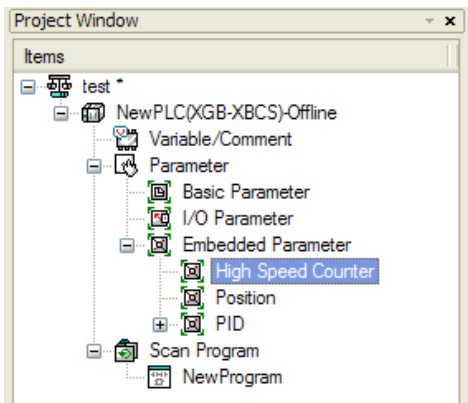 Project Window
Items
test *
NewPLC(XGB-XBCS)-Offline
Variable/Comment
Parameter
Basic Parameter
I/O Parameter
Embedded Parameter
High Speed Counter
Position
PID
Scan Program
NewProgram